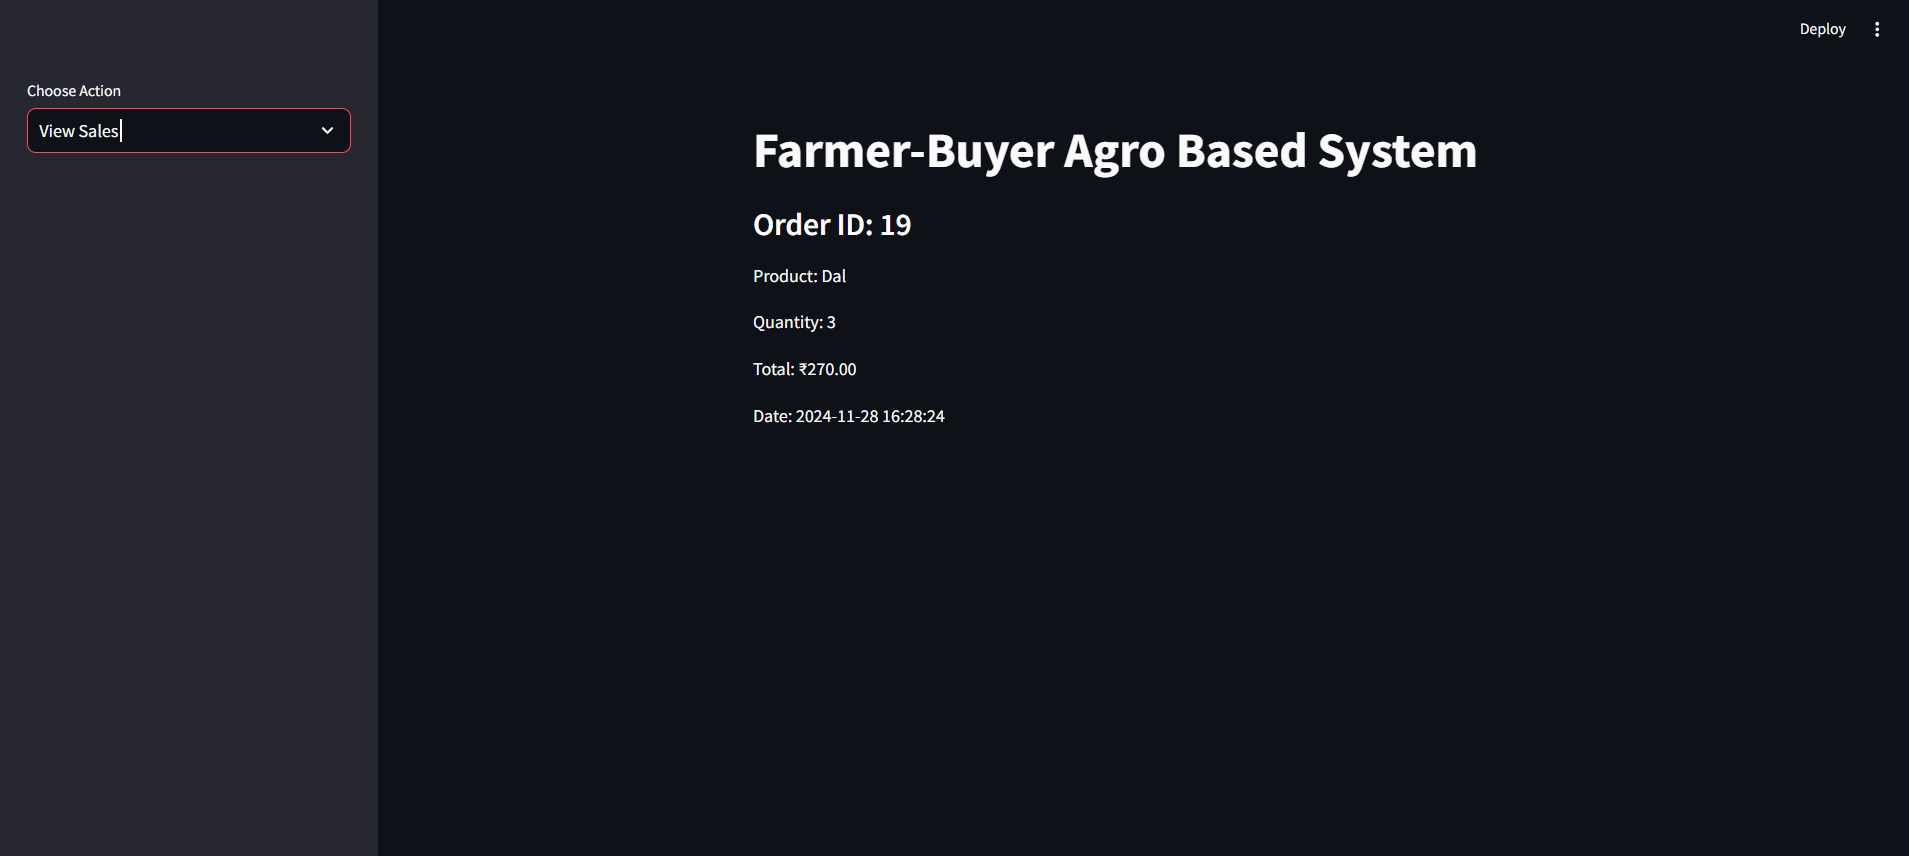 Deploy
Choose Action
View Sales
Farmer-Buyer Agro Based System
Order ID: 19
Product: Dal
Quantity: 3
Total: ₹270.00
Date: 2024-11-28 16:28:24